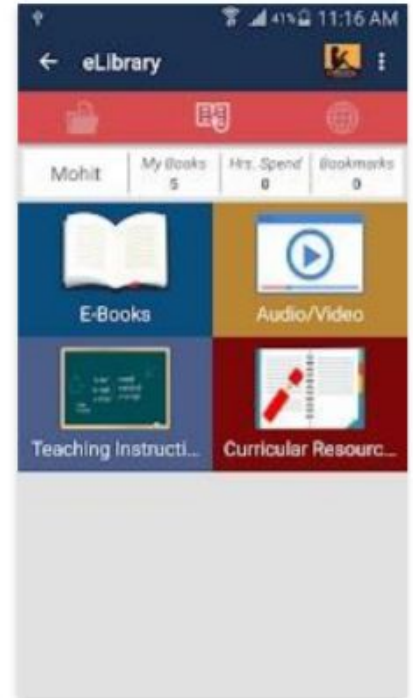 41% 11:16 AM
eLibrary
Mohit
My Books
5
Hrs. Spend
0
Bookmarks
0
E-Books
Audio/Video
Teaching Instructi...
Curricular Resourc...